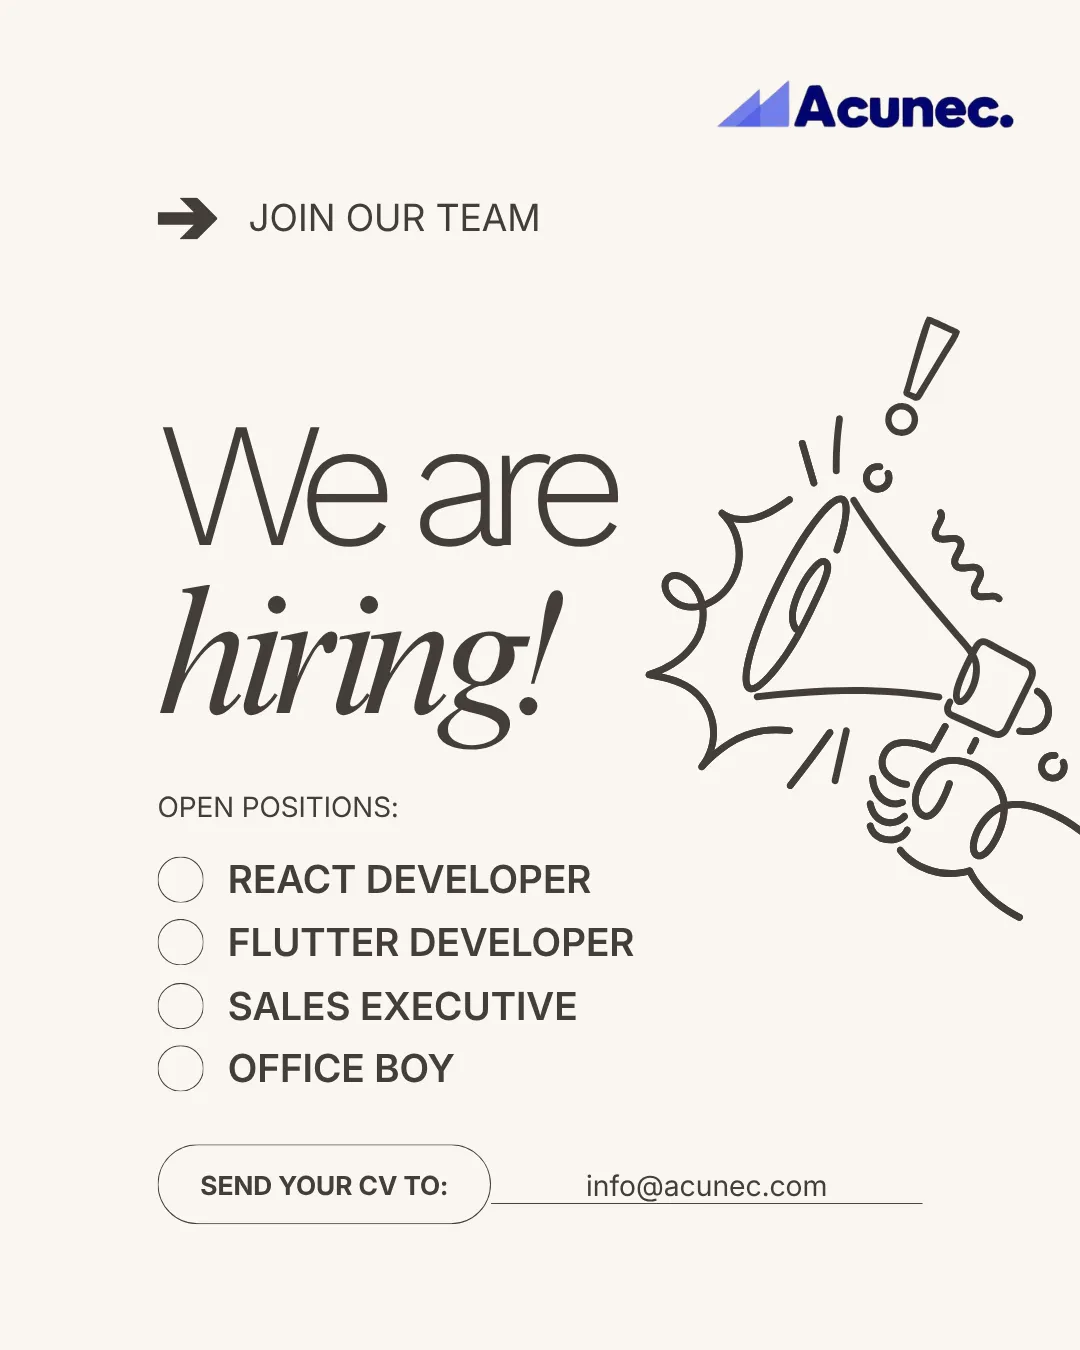 Acunec.
JOIN OUR TEAM
We are
hiring!
OPEN POSITIONS:
REACT DEVELOPER
FLUTTER DEVELOPER
SALES EXECUTIVE
OFFICE BOY
SEND YOUR CV TO: info@acunec.com